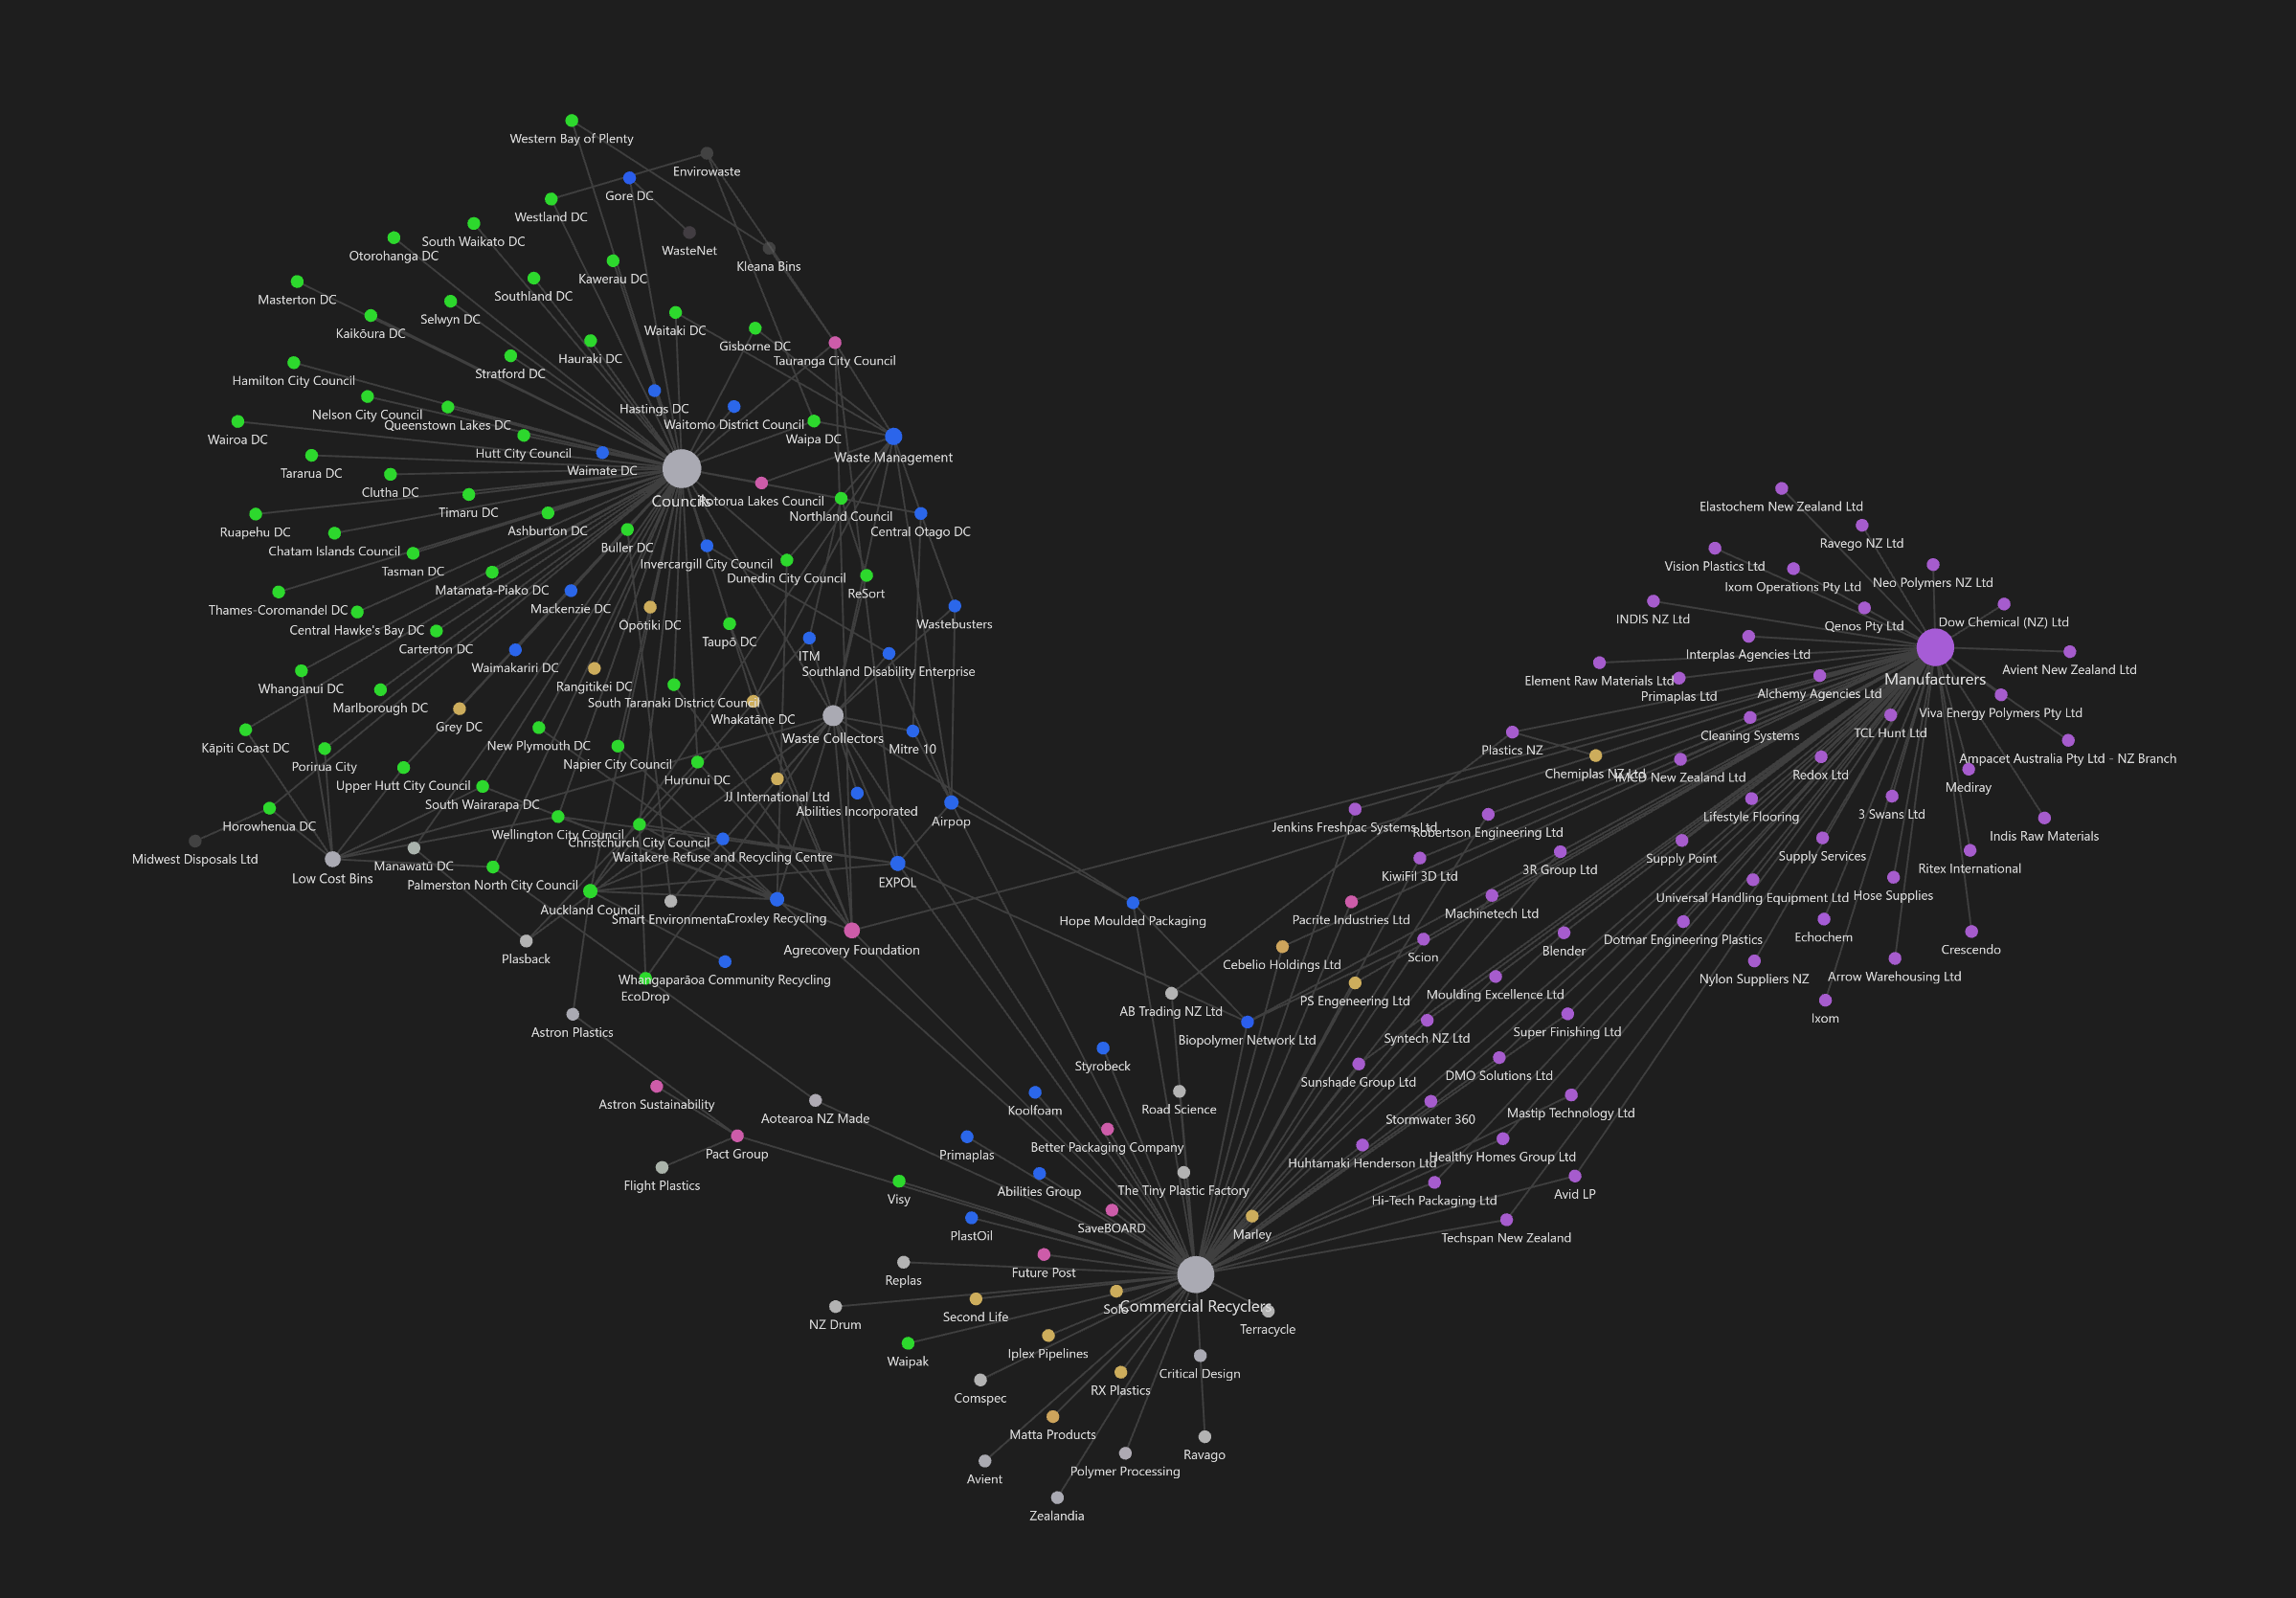 Western Bay of Plenty
Envirowaste
Gore DC
Westland DC
South Waikato DC
WasteNet
Otorohanga DC
Kleana Bins
Kawerau DC
Southland DC
Masterton DC
Selwyn DC
Kaikōura DC
Waitaki DC
Gisborne DC
Hauraki DC
Tauranga City Council
Stratford DC
Hamilton City Council
Hastings DC
Nelson City Council
Queenstown Lakes DC
Waitomo District Council
Wairoa DC
Waipa DC
Hutt City Council
Waste Management
Waimate DC
Tararua DC
Clutha DC
Councils
Rotorua Lakes Council
Elastochem New Zealand Ltd
Timaru DC
Northland Council
Ruapehu DC
Ashburton DC
Central Otago DC
Ravego NZ Ltd
Chatam Islands Council
Buller DC
Invercargill City Council
Vision Plastics Ltd
Tasman DC
Dunedin City Council
Neo Polymers NZ Ltd
Ixom Operations Pty Ltd
Matamata-Piako DC
ReSort
Thames-Coromandel DC
Mackenzie DC
INDIS NZ Ltd
Dow Chemical (NZ) Ltd
Opōtiki DC
Wastebusters
Qenos Pty Ltd
Central Hawke's Bay DC
Taupō DC
Carterton DC
ITM
Interplas Agencies Ltd
Waimakariri DC
Southland Disability Enterprise
Avient New Zealand Ltd
Manufacturers
Element Raw Materials Ltd
Rangitikei DC
Whanganui DC
Alchemy Agencies Ltd
Primaplas Ltd
South Taranaki District Council
Marlborough DC
Viva Energy Polymers Pty Ltd
Whakatāne DC
Grey DC
TCL Hunt Ltd
Cleaning Systems
Waste Collectors
New Plymouth DC
Kāpiti Coast DC
Mitre 10
Plastics NZ
Ampacet Australia Pty Ltd - NZ Branch
Napier City Council
Porirua City
Chemiplas NZ Ltd
IMCD New Zealand Ltd
Redox Ltd
Hurunui DC
Upper Hutt City Council
Mediray
JJ International Ltd
South Wairarapa DC
Abilities Incorporated
3 Swans Ltd
Lifestyle Flooring
Airpop
Horowhenua DC
Jenkins Freshpac Systems Ltd
Robertson Engineering Ltd
Wellington City Council
Indis Raw Materials
Christchurch City Council
Midwest Disposals Ltd
Waitakere Refuse and Recycling Centre
Supply Point
Supply Services
Manawatū DC
3R Group Ltd
Ritex International
KiwiFil 3D Ltd
Low Cost Bins
EXPOL
Palmerston North City Council
Hose Supplies
Universal Handling Equipment Ltd
Auckland Council
Machinetech Ltd
Smart Environmental
Croxley Recycling
Hope Moulded Packaging
Pacrite Industries Ltd
Echochem
Dotmar Engineering Plastics
Agrecovery Foundation
Blender
Crescendo
Plasback
Scion
Cebelio Holdings Ltd
Arrow Warehousing Ltd
Nylon Suppliers NZ
Whangaparāoa Community Recycling
Moulding Excellence Ltd
EcoDrop
PS Engeneering Ltd
AB Trading NZ Ltd
Ixom
Astron Plastics
Super Finishing Ltd
Syntech NZ Ltd
Biopolymer Network Ltd
Styrobeck
DMO Solutions Ltd
Sunshade Group Ltd
Astron Sustainability
Koolfoam
Road Science
Mastip Technology Ltd
Aotearoa NZ Made
Stormwater 360
Better Packaging Company
Pact Group
Primaplas
Healthy Homes Group Ltd
Huhtamaki Henderson Ltd
Flight Plastics
Abilities Group
The Tiny Plastic Factory
Avid LP
Visy
Hi-Tech Packaging Ltd
SaveBOARD
Marley
PlastOil
Techspan New Zealand
Future Post
Replas
Commercial Recyclers
Solo
Second Life
NZ Drum
Terracycle
Iplex Pipelines
Waipak
Critical Design
RX Plastics
Comspec
Matta Products
Ravago
Polymer Processing
Avient
Zealandia